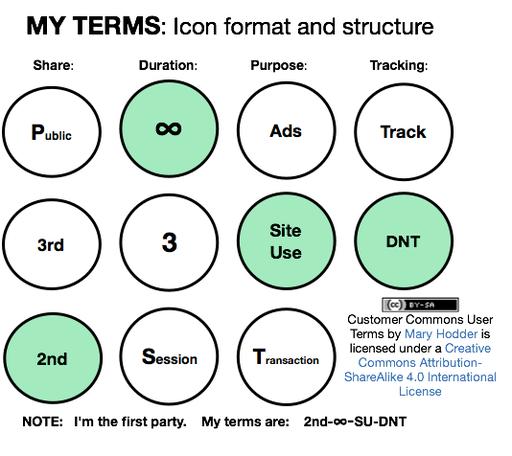 MY TERMS: Icon format and structure
Share: Duration: Purpose: Tracking:
Public ∞ Ads Track
3rd 3 Site Use DNT
2nd Session Transaction
(cc) BY-SA
Customer Commons User
Terms by Mary Hodder is
licensed under a Creative
Commons Attribution-
ShareAlike 4.0 International
License
NOTE: I'm the first party. My terms are: 2nd-∞-SU-DNT